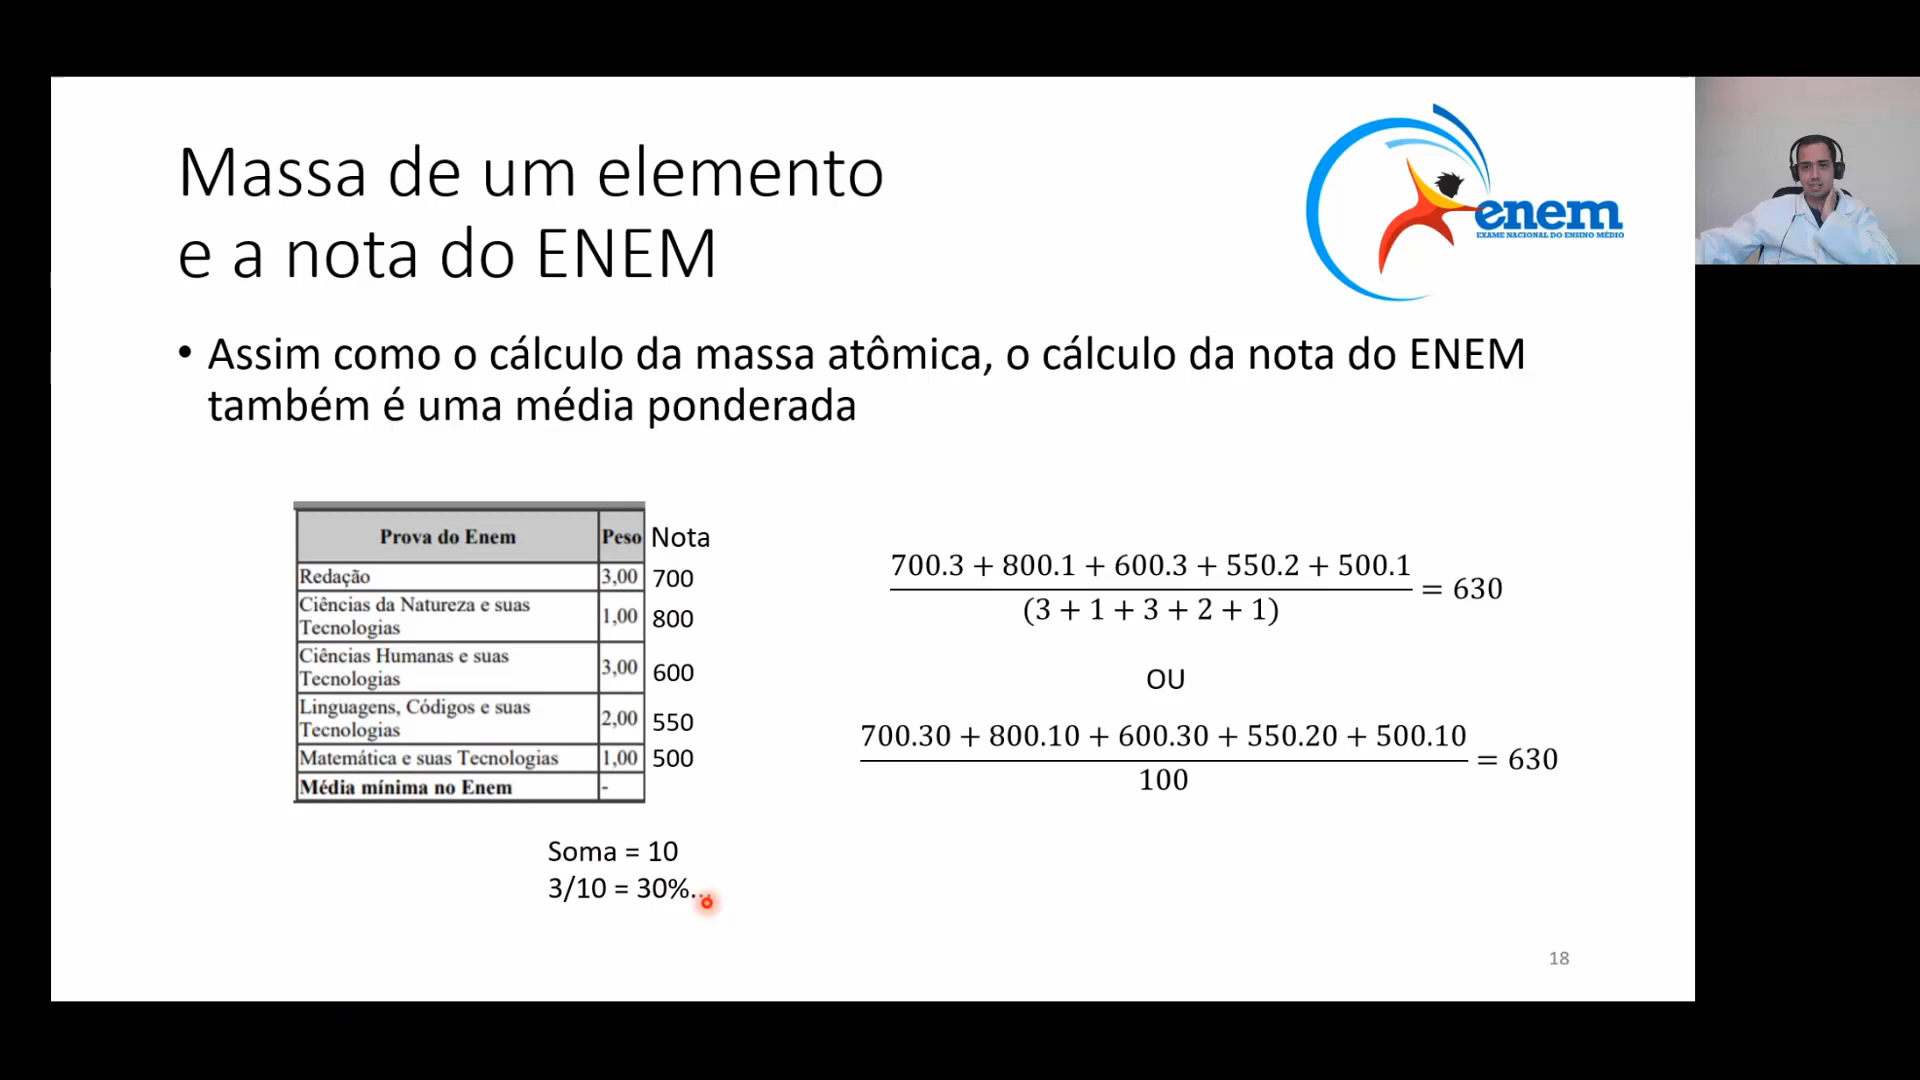 Massa de um elemento
e a nota do ENEM
enem
EXAME NACIONAL DO ENSINO MÉDIO
• Assim como o cálculo da massa atômica, o cálculo da nota do ENEM
também é uma média ponderada
Prova do Enem Peso Nota
Redação 3,00 700
Ciências da Natureza e suas
Tecnologias 1,00 800
Ciências Humanas e suas
Tecnologias 3,00 600
Linguagens, Códigos e suas
Tecnologias 2,00 550
Matemática e suas Tecnologias 1,00 500
Média mínima no Enem -
Soma = 10
3/10 = 30%...
700.3 + 800.1 + 600.3 + 550.2 + 500.1
(3 + 1 + 3 + 2 + 1)
= 630
OU
700.30 + 800.10 + 600.30 + 550.20 + 500.10
100
= 630
18